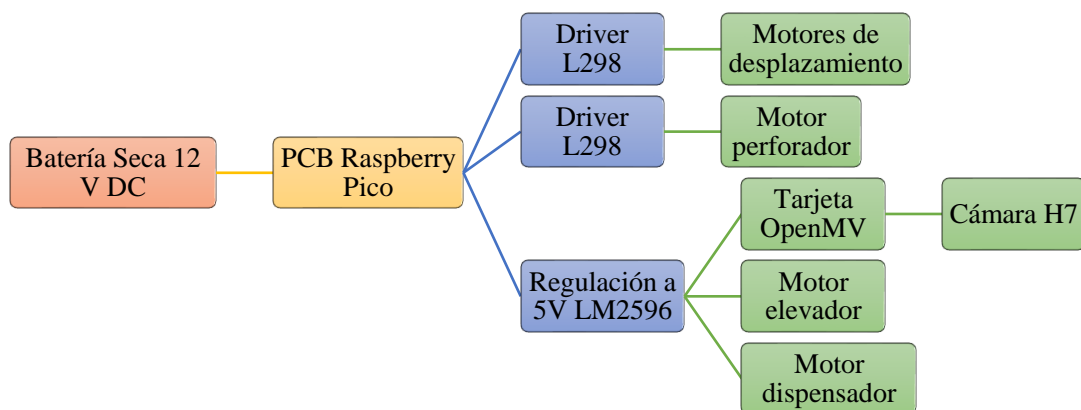 Batería Seca 12
V DC
PCB Raspberry
Pico
Driver
L298
Motores de
desplazamiento
Driver
L298
Motor
perforador
Regulación a
5V LM2596
Tarjeta
OpenMV
Cámara H7
Motor
elevador
Motor
dispensador